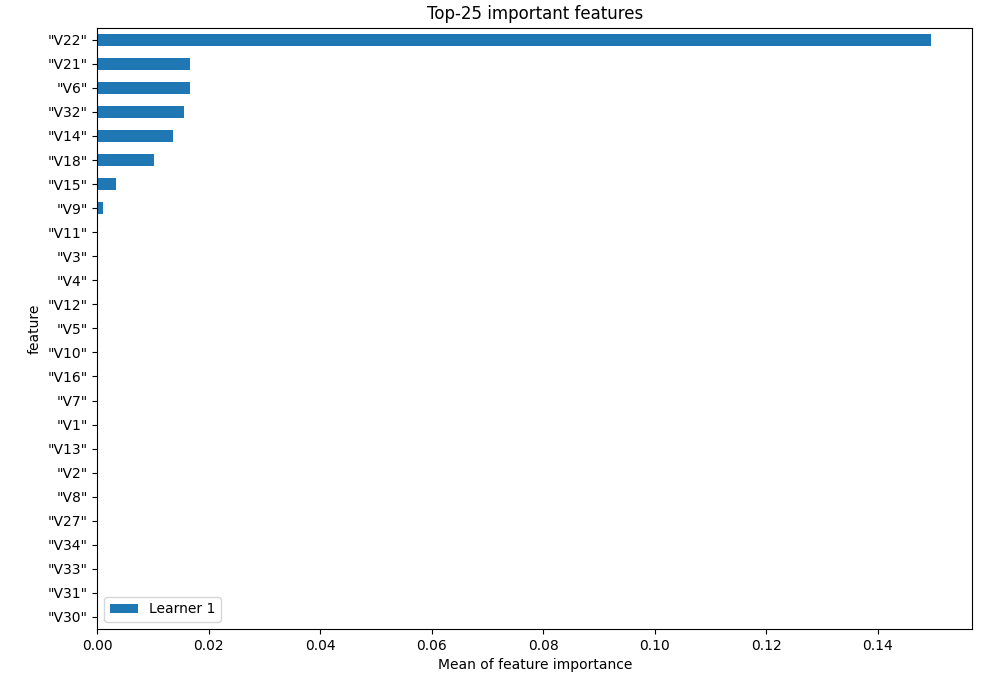 Top-25 important features
"V22"
"V21"
"V6"
"V32"
"V14"
"V18"
"V15"
"V9"
"V11"
"V3"
"V4"
"V12"
"V5"
"V10"
"V16"
"V7"
"V1"
"V13"
"V2"
"V8"
"V27"
"V34"
"V33"
"V31"
"V30"
feature
Learner 1
0.00 0.02 0.04 0.06 0.08 0.10 0.12 0.14
Mean of feature importance